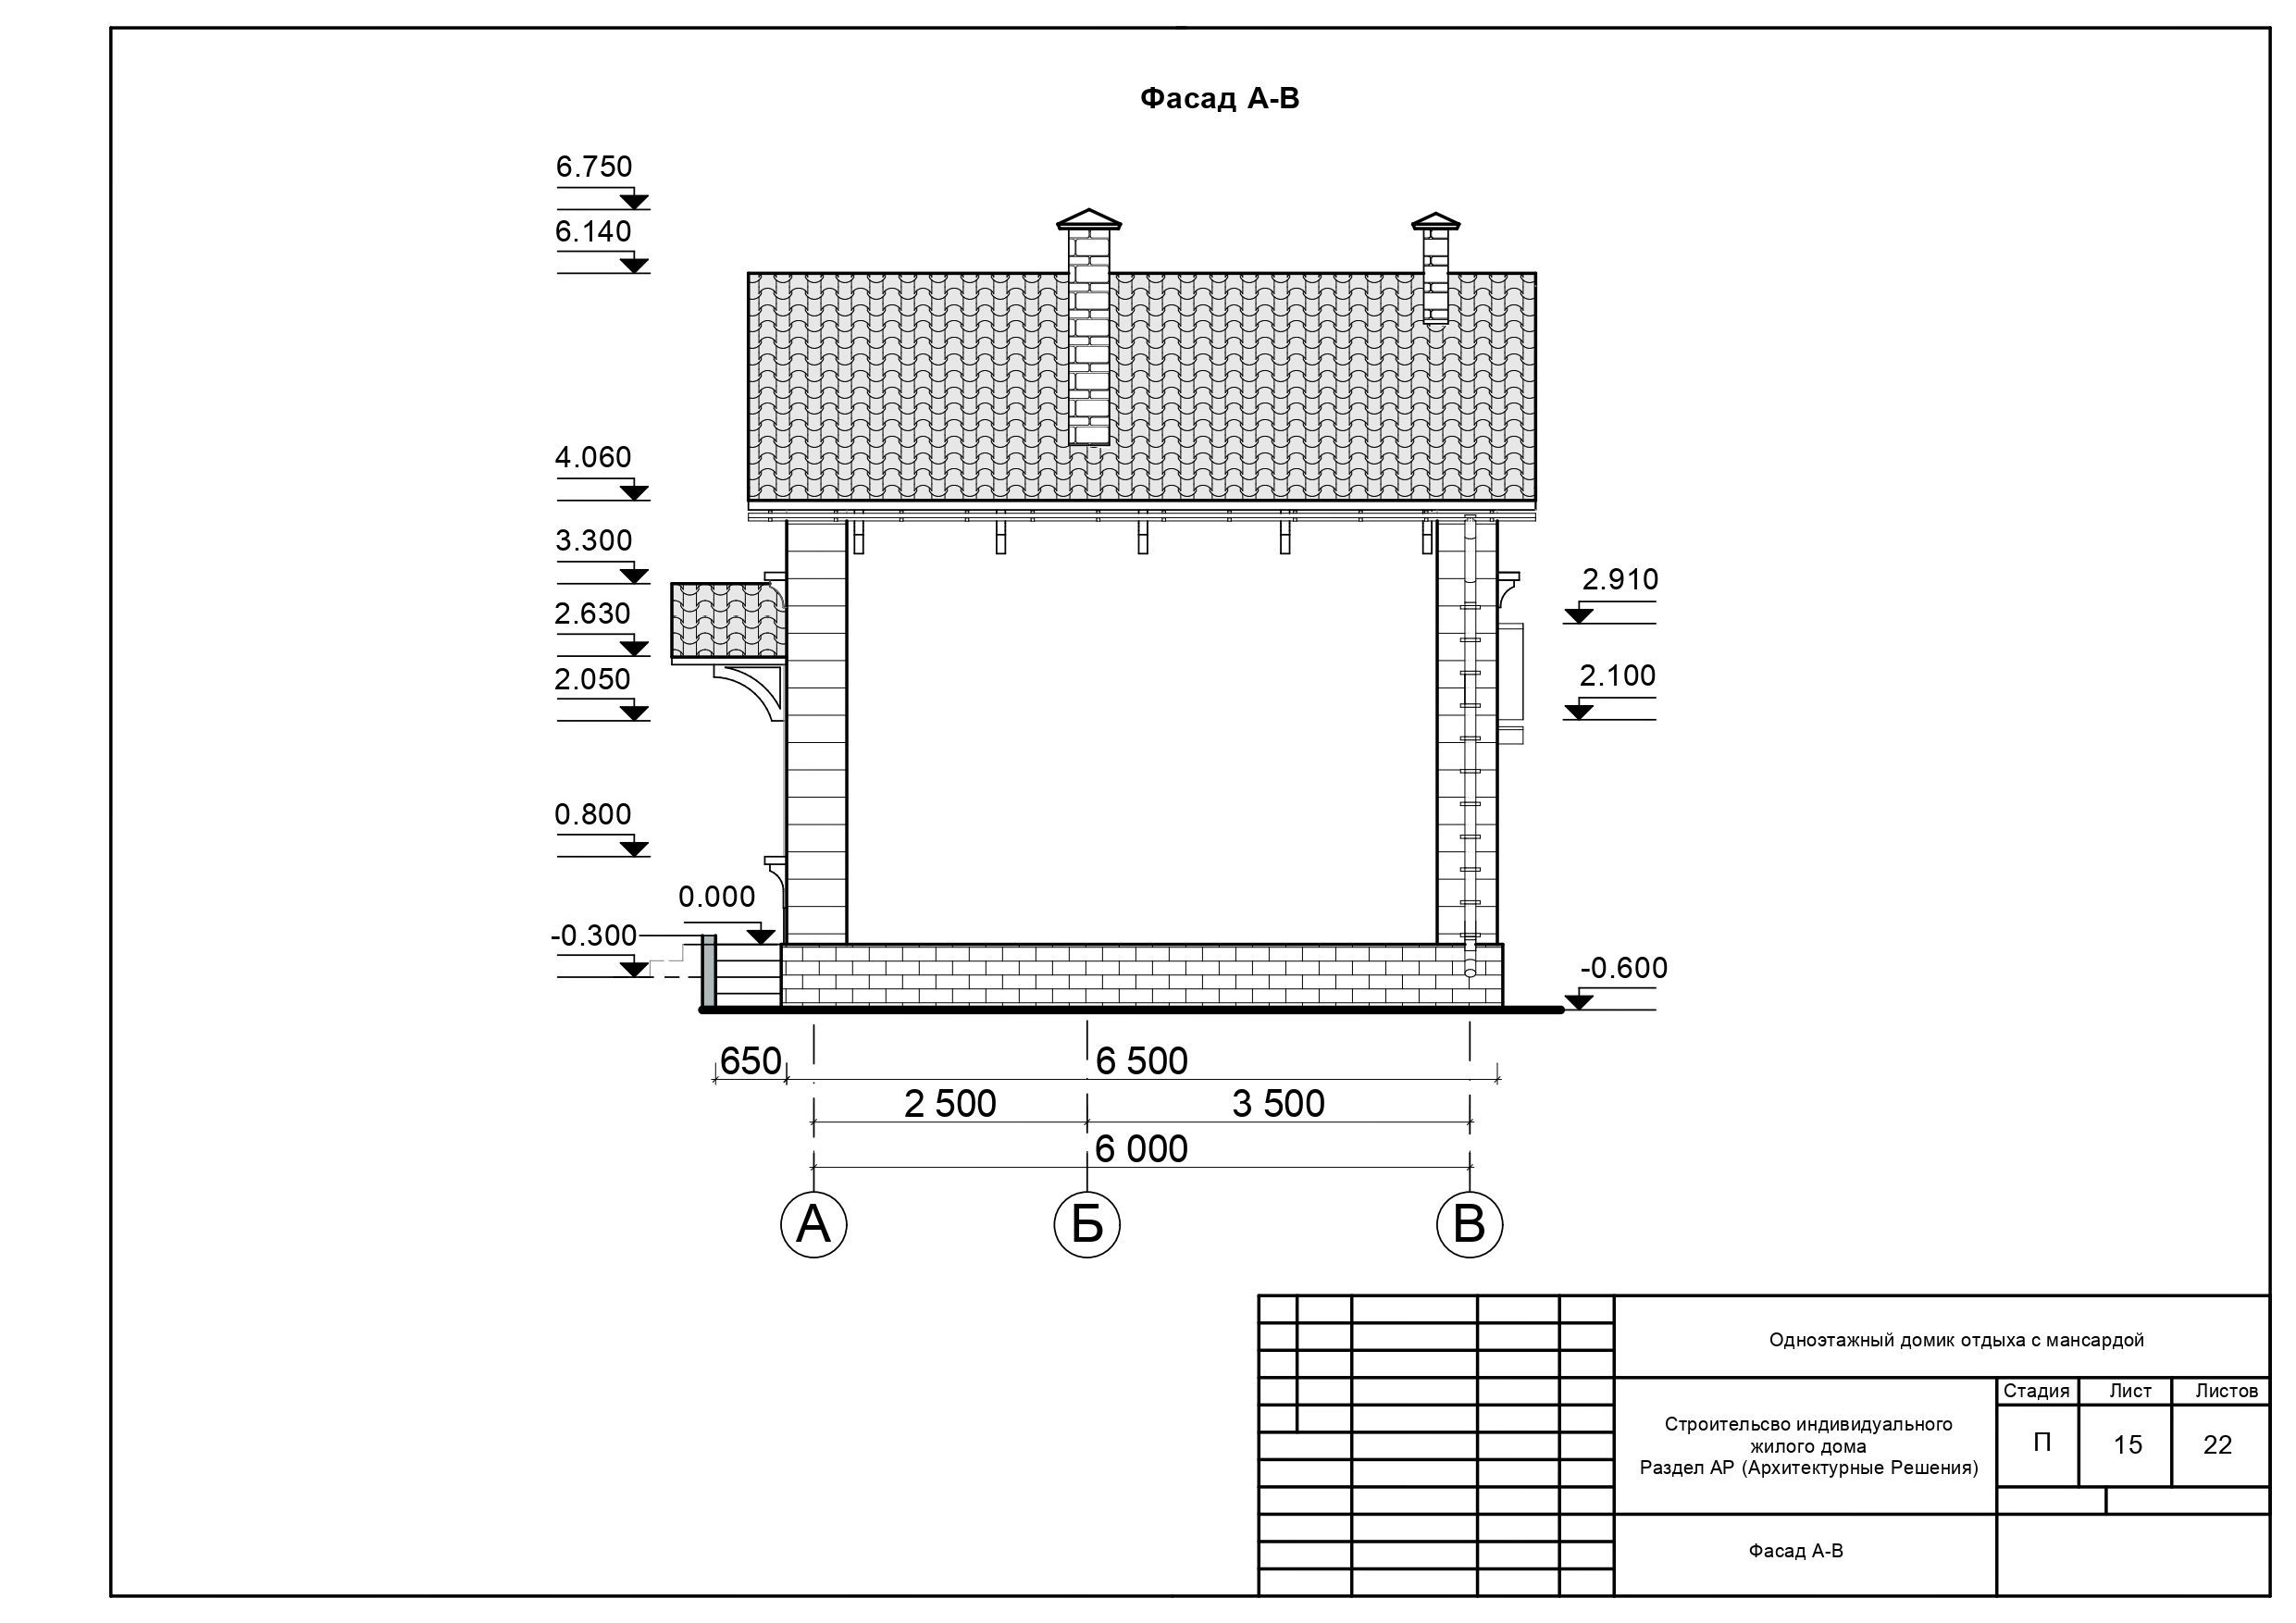 Фасад А-В
6.750
6.140
4.060
3.300
2.910
2.630
2.100
2.050
0.800
0.000
-0.300
-0.600
650
6 500
2 500
3 500
6 000
А
Б
В
Одноэтажный домик отдыха с мансардой
Стадия
Лист
Листов
Строительсво индивидуального
жилого дома
Раздел АР (Архитектурные Решения)
П
15
22
Фасад А-В